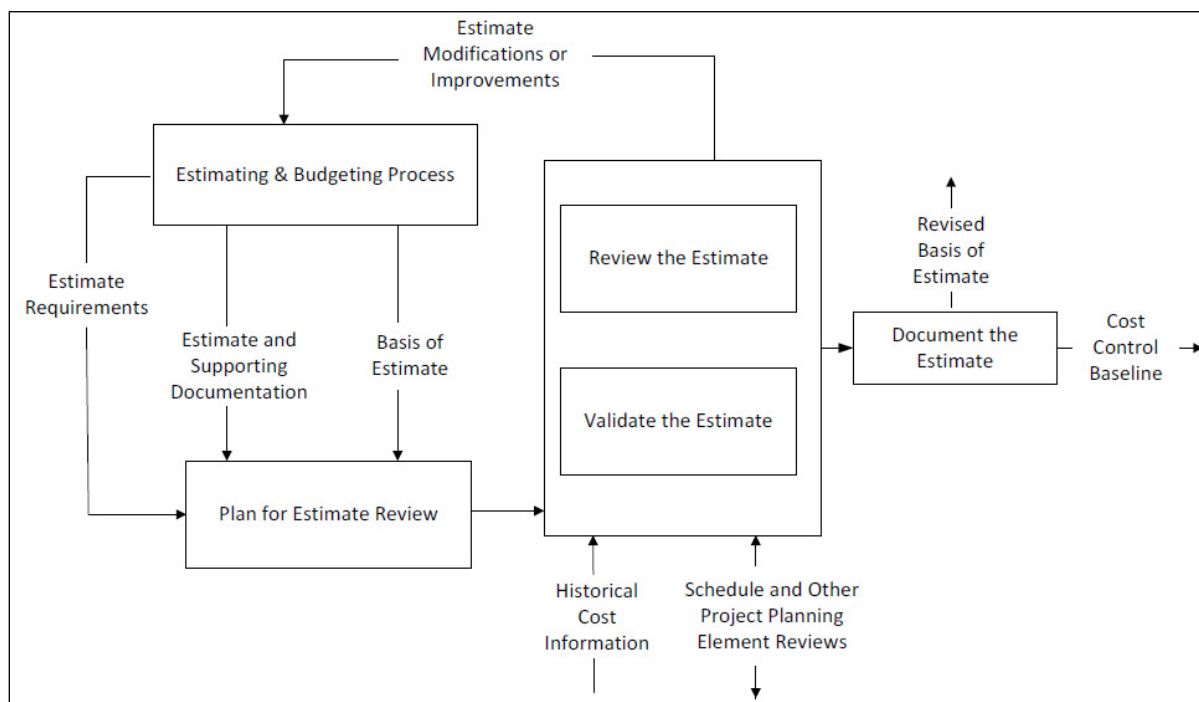 Estimate
Modifications or
Improvements
Estimating & Budgeting Process
Estimate
Requirements
Estimate and
Supporting
Documentation
Basis of
Estimate
Plan for Estimate Review
Review the Estimate
Validate the Estimate
Historical
Cost
Information
Schedule and Other
Project Planning
Element Reviews
Revised
Basis of
Estimate
Document the
Estimate
Cost
Control
Baseline